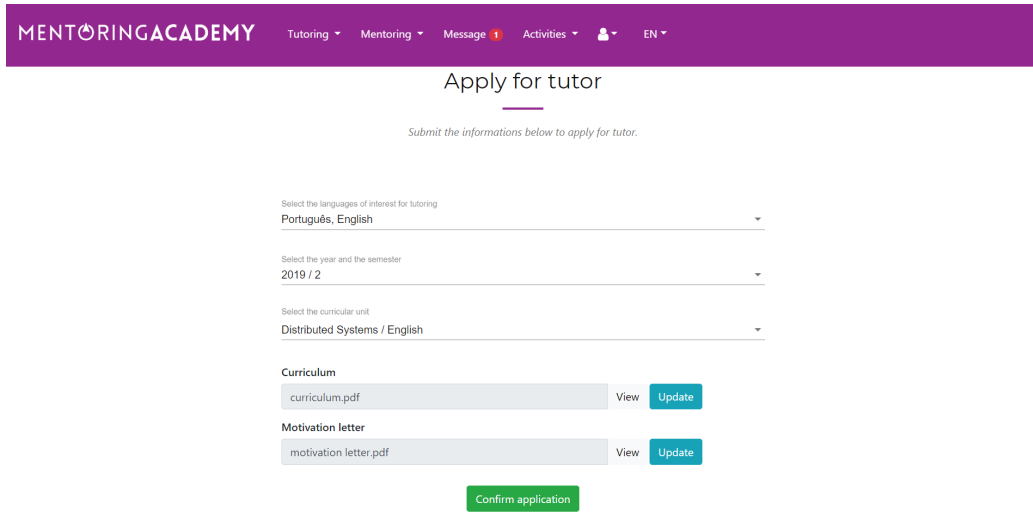 MENTORINGACADEMY Tutoring Mentoring Message 1 Activities EN
Apply for tutor
Submit the informations below to apply for tutor.
Select the languages of interest for tutoring
Português, English
Select the year and the semester
2019 / 2
Select the curricular unit
Distributed Systems / English
Curriculum
curriculum.pdf View Update
Motivation letter
motivation letter.pdf View Update
Confirm application